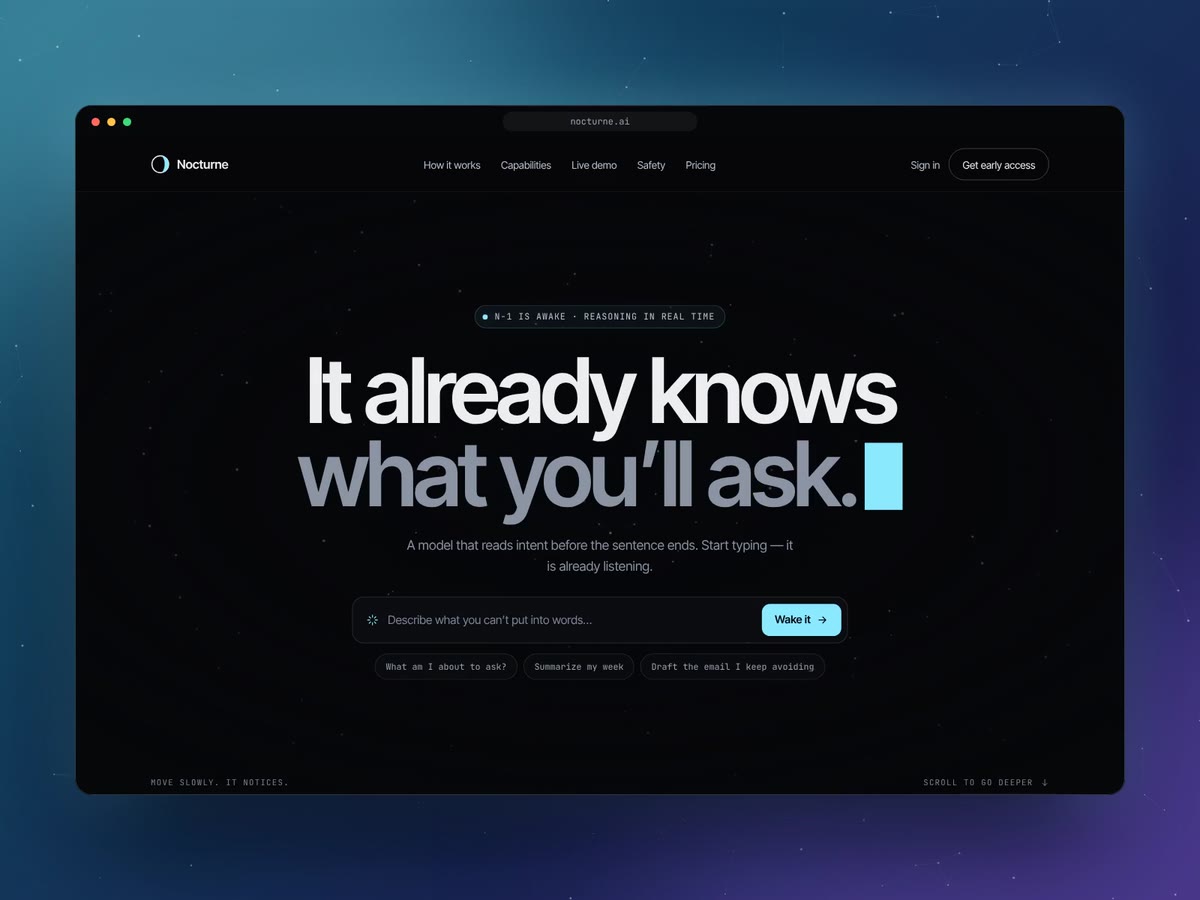 nocturne.ai
Nocturne
How it works
Capabilities
Live demo
Safety
Pricing
Sign in
Get early access
N-1 IS AWAKE · REASONING IN REAL TIME
It already knows
what you’ll ask.
A model that reads intent before the sentence ends. Start typing — it
is already listening.
Describe what you can’t put into words...
Wake it →
What am I about to ask?
Summarize my week
Draft the email I keep avoiding
MOVE SLOWLY. IT NOTICES.
SCROLL TO GO DEEPER ↓